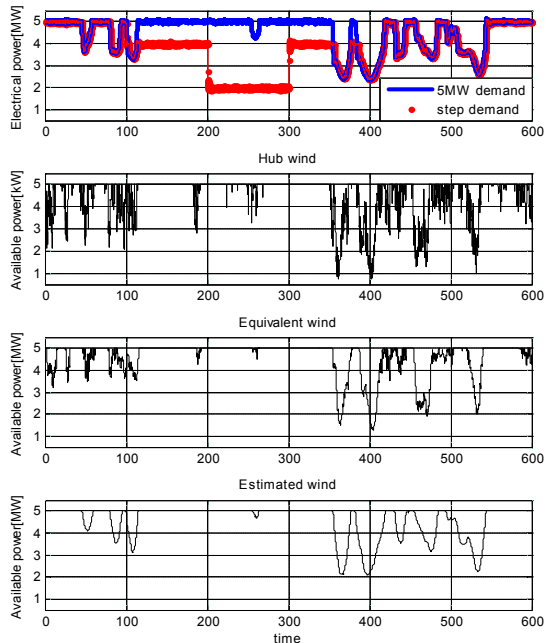 Electrical power[MW]
5
4
3
2
1
0 100 200 300 400 500 600
5MW demand
step demand
Hub wind
Available power[kW]
5
4
3
2
1
0 100 200 300 400 500 600
Equivalent wind
Available power[MW]
5
4
3
2
1
0 100 200 300 400 500 600
Estimated wind
Available power[MW]
5
4
3
2
1
0 100 200 300 400 500 600
time